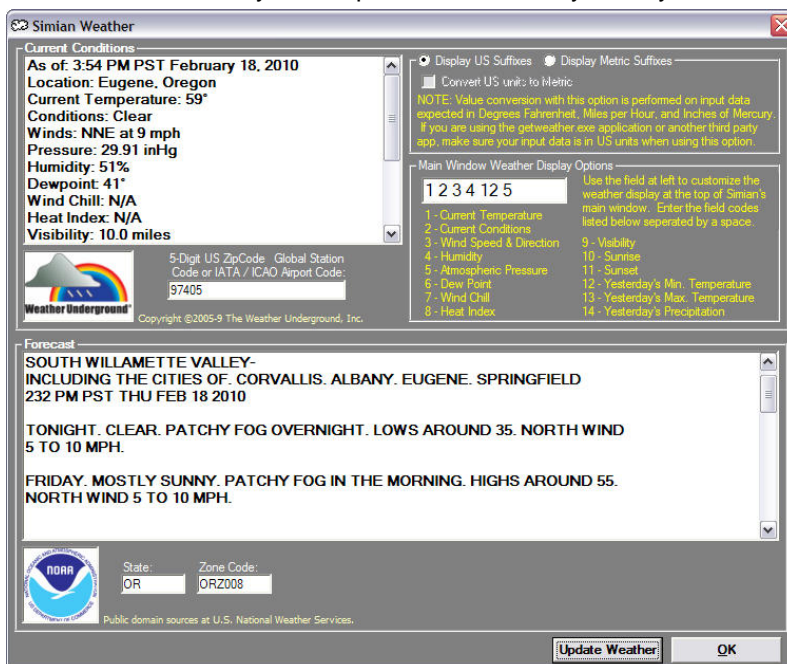 Simian Weather
Current Conditions
As of: 3:54 PM PST February 18, 2010
Location: Eugene, Oregon
Current Temperature: 59°
Conditions: Clear
Winds: NNE at 9 mph
Pressure: 29.91 inHg
Humidity: 51%
Dewpoint: 41°
Wind Chill: N/A
Heat Index: N/A
Visibility: 10.0 miles
Weather Underground®
5-Digit US ZipCode Global Station
Code or IATA / ICAO Airport Code:
97405
Copyright ©2005-9 The Weather Underground, Inc.
Display US Suffixes Display Metric Suffixes
Convert US units to Metric
NOTE: Value conversion with this option is performed on input data
expected in Degrees Fahrenheit, Miles per Hour, and Inches of Mercury.
If you are using the getweather.exe application or another third party
app, make sure your input data is in US units when using this option.
Main Window Weather Display Options
1 2 3 4 12 5
Use the field at left to customize the
weather display at the top of Simian's
main window. Enter the field codes
listed below seperated by a space.
1 - Current Temperature
2 - Current Conditions
3 - Wind Speed & Direction
4 - Humidity
5 - Atmospheric Pressure
6 - Dew Point
7 - Wind Chill
8 - Heat Index
9 - Visibility
10 - Sunrise
11 - Sunset
12 - Yesterday's Min. Temperature
13 - Yesterday's Max. Temperature
14 - Yesterday's Precipitation
Forecast
SOUTH WILLAMETTE VALLEY-
INCLUDING THE CITIES OF. CORVALLIS. ALBANY. EUGENE. SPRINGFIELD
232 PM PST THU FEB 18 2010
TONIGHT. CLEAR. PATCHY FOG OVERNIGHT. LOWS AROUND 35. NORTH WIND
5 TO 10 MPH.
FRIDAY. MOSTLY SUNNY. PATCHY FOG IN THE MORNING. HIGHS AROUND 55.
NORTH WIND 5 TO 10 MPH.
NOAA
State: Zone Code:
OR ORZ008
Public domain sources at U.S. National Weather Services.
Update Weather OK